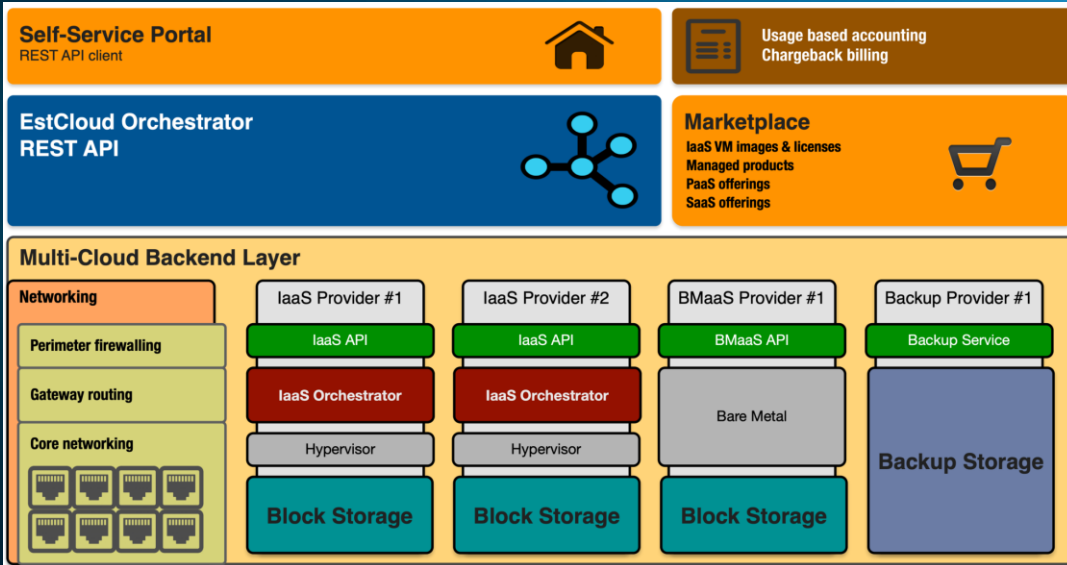 Self-Service Portal
REST API client
Usage based accounting
Chargeback billing
EstCloud Orchestrator
REST API
Marketplace
IaaS VM images & licenses
Managed products
PaaS offerings
SaaS offerings
Multi-Cloud Backend Layer
Networking
Perimeter firewalling
Gateway routing
Core networking
IaaS Provider #1
IaaS API
IaaS Orchestrator
Hypervisor
Block Storage
IaaS Provider #2
IaaS API
IaaS Orchestrator
Hypervisor
Block Storage
BMaaS Provider #1
BMaaS API
Bare Metal
Block Storage
Backup Provider #1
Backup Service
Backup Storage